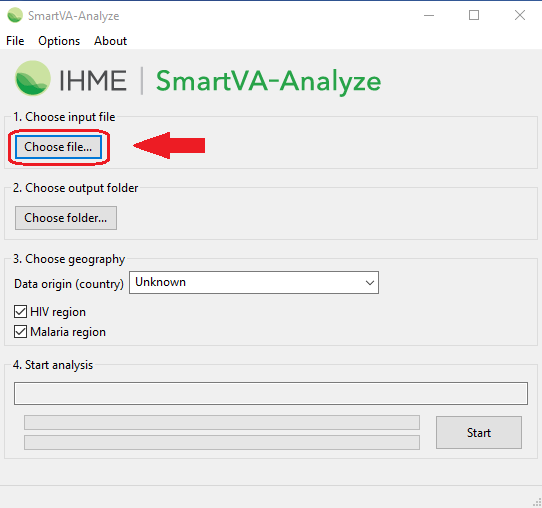 SmartVA-Analyze
File Options About
IHME | SmartVA-Analyze
1. Choose input file
Choose file...
2. Choose output folder
Choose folder...
3. Choose geography
Data origin (country) Unknown
HIV region
Malaria region
4. Start analysis
Start